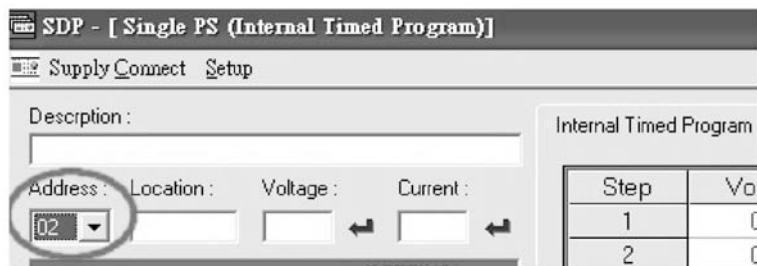 SDP - [ Single PS (Internal Timed Program)]
Supply Connect Setup
Descrption :
Internal Timed Program
Address : Location : Voltage : Current :
Step
02
1
2